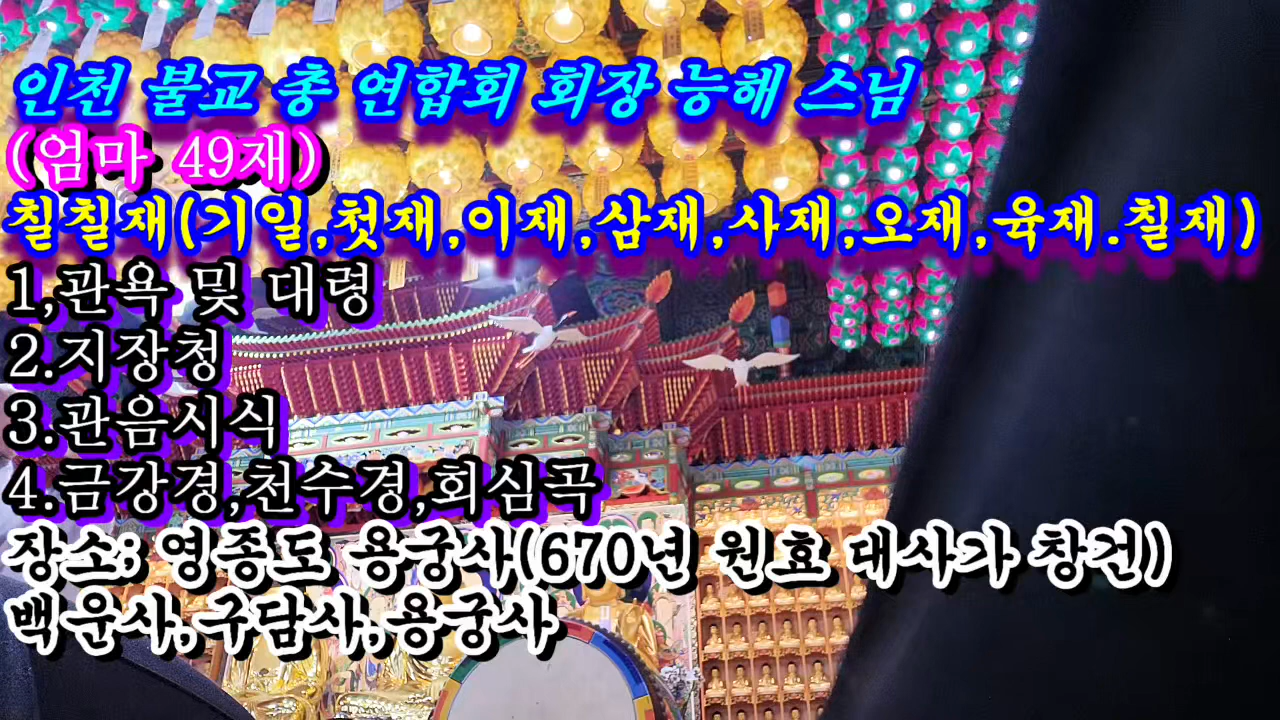 인천 불교 총 연합회 회장 능해 스님
(엄마 49재)
칠칠재(기일,첫재,이재,삼재,사재,오재,육재.칠재)
1,관욕 및 대령
2.지장청
3.관음시식
4.금강경,천수경,회심곡
장소: 영종도 용궁사(670년 원효 대사가 창건)
백운사,구담사,용궁사